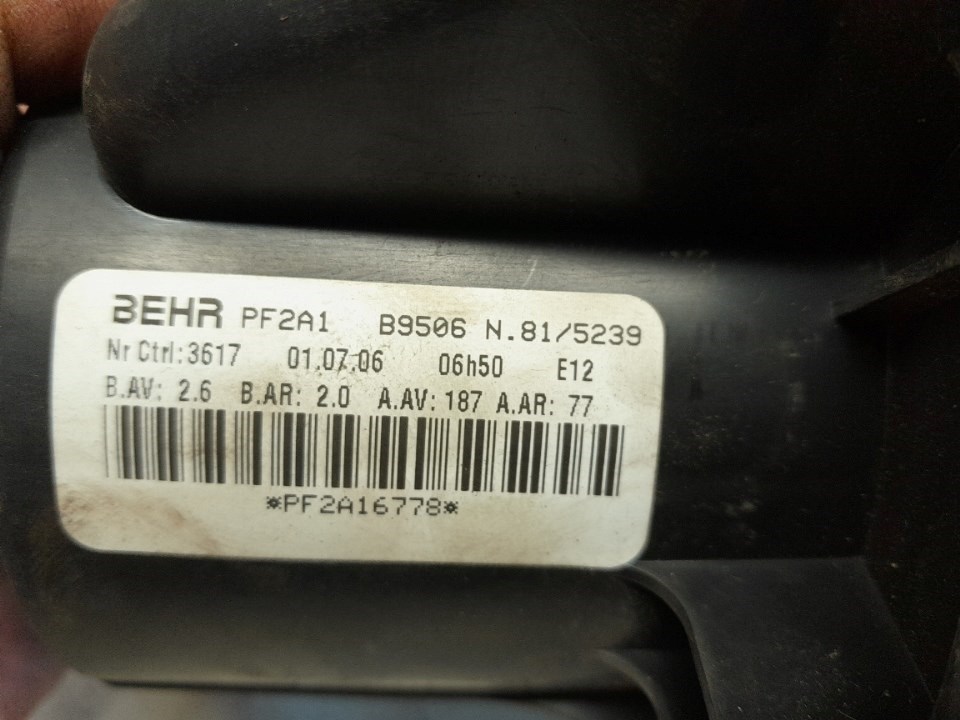 BEHR PF2A1 B9506 N.81/5239
Nr Ctrl:3617 01.07.06 06h50 E12
B.AV: 2.6 B.AR: 2.0 A.AV: 187 A.AR: 77
*PF2A16778*